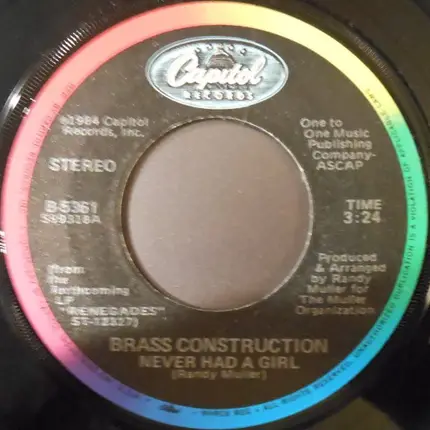 Capitol
RECORDS
℗1984 Capitol
Records, Inc.
STEREO
B-5361
One to
One Music
Publishing
Company-
ASCAP
TIME
3:24
(from
the
forthcoming
LP
"RENEGADES"
ST-12327)
Produced
& Arranged
by Randy
Muller for
The Muller
Organization.
BRASS CONSTRUCTION
NEVER HAD A GIRL
(Randy Muller)